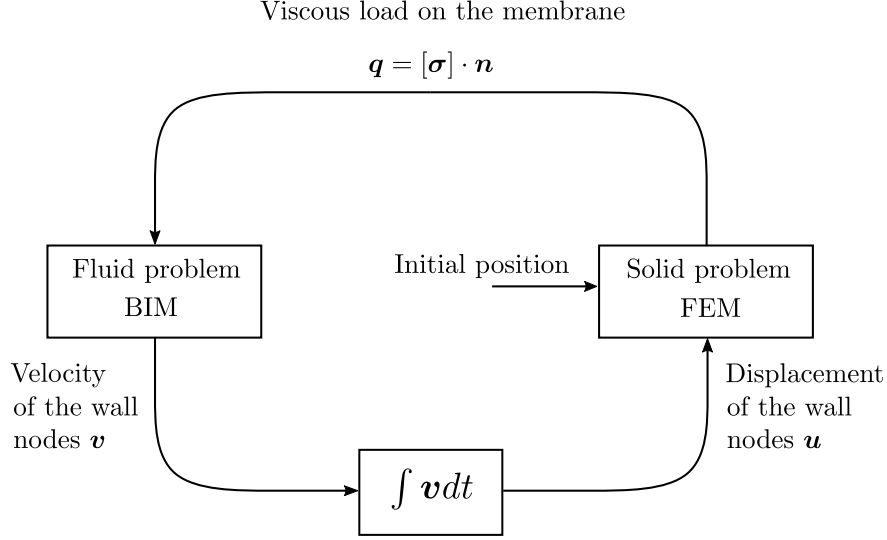 Viscous load on the membrane
q = [σ] · n
Fluid problem
BIM
Initial position
Solid problem
FEM
Velocity
of the wall
nodes v
Displacement
of the wall
nodes u
∫ vdt